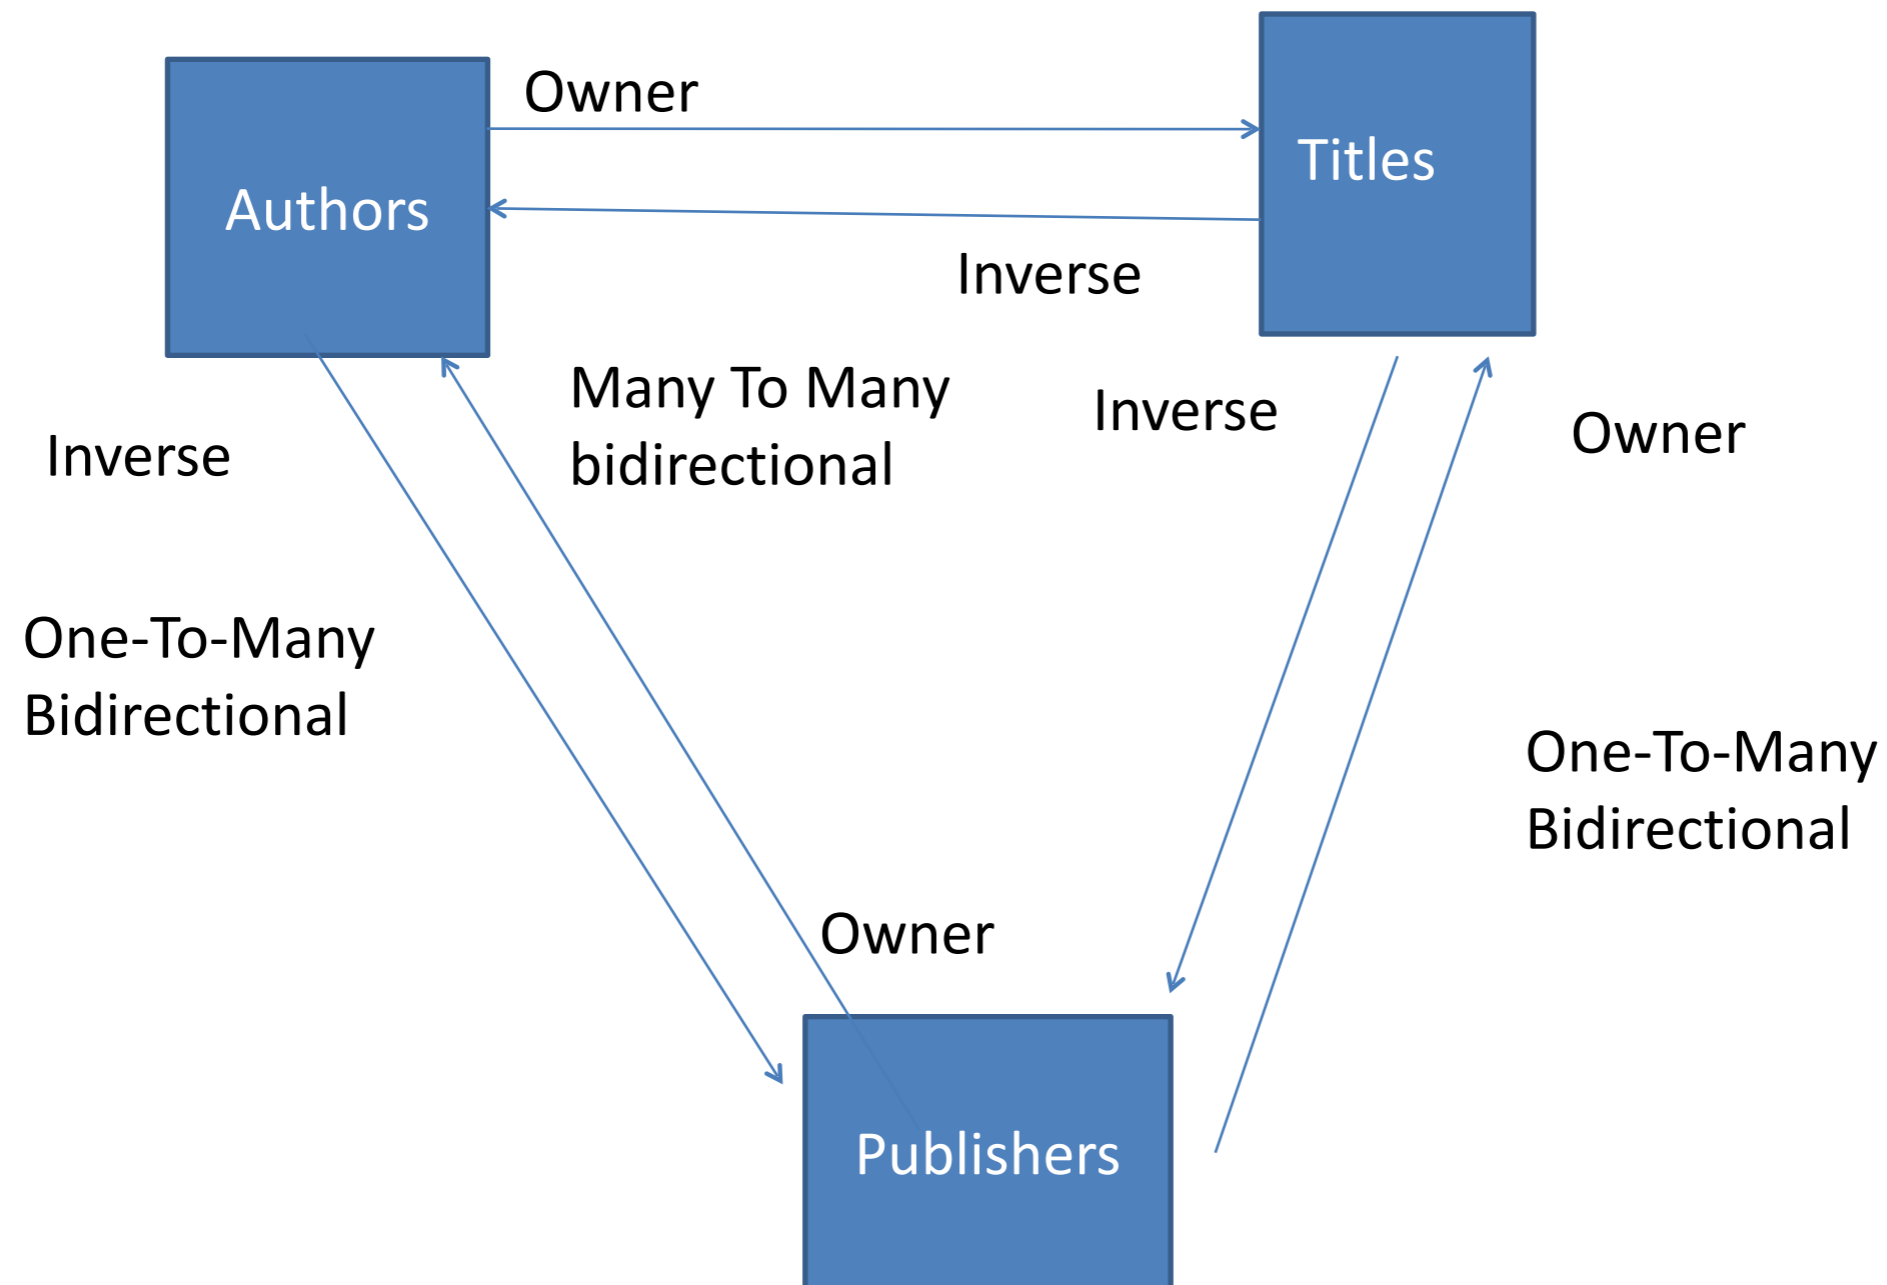 Owner
Titles
Authors
Inverse
Many To Many
bidirectional
Inverse
Owner
Inverse
One-To-Many
Bidirectional
One-To-Many
Bidirectional
Owner
Publishers